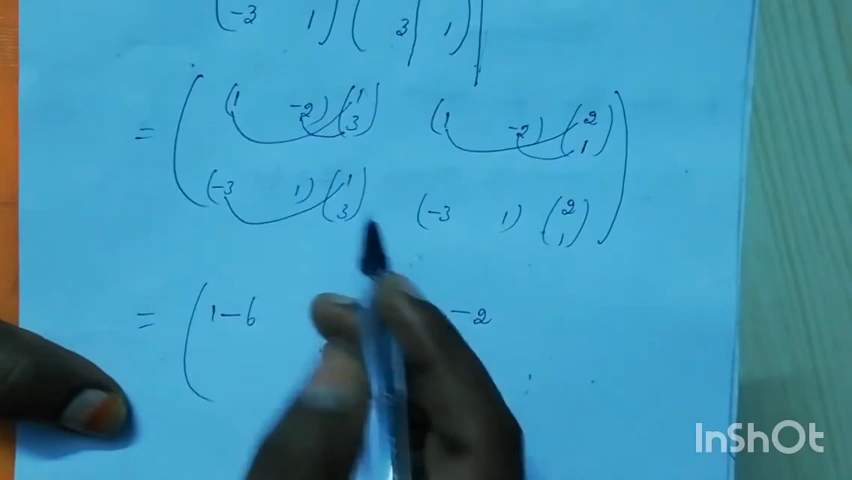 (-3 1) ( 3 1)
= ( (1 -2) (1 (1 -2) (2
3) 1) )
(-3 1) (1 (-3 1) (2
3) 1)
= ( 1-6 -2
InShOt